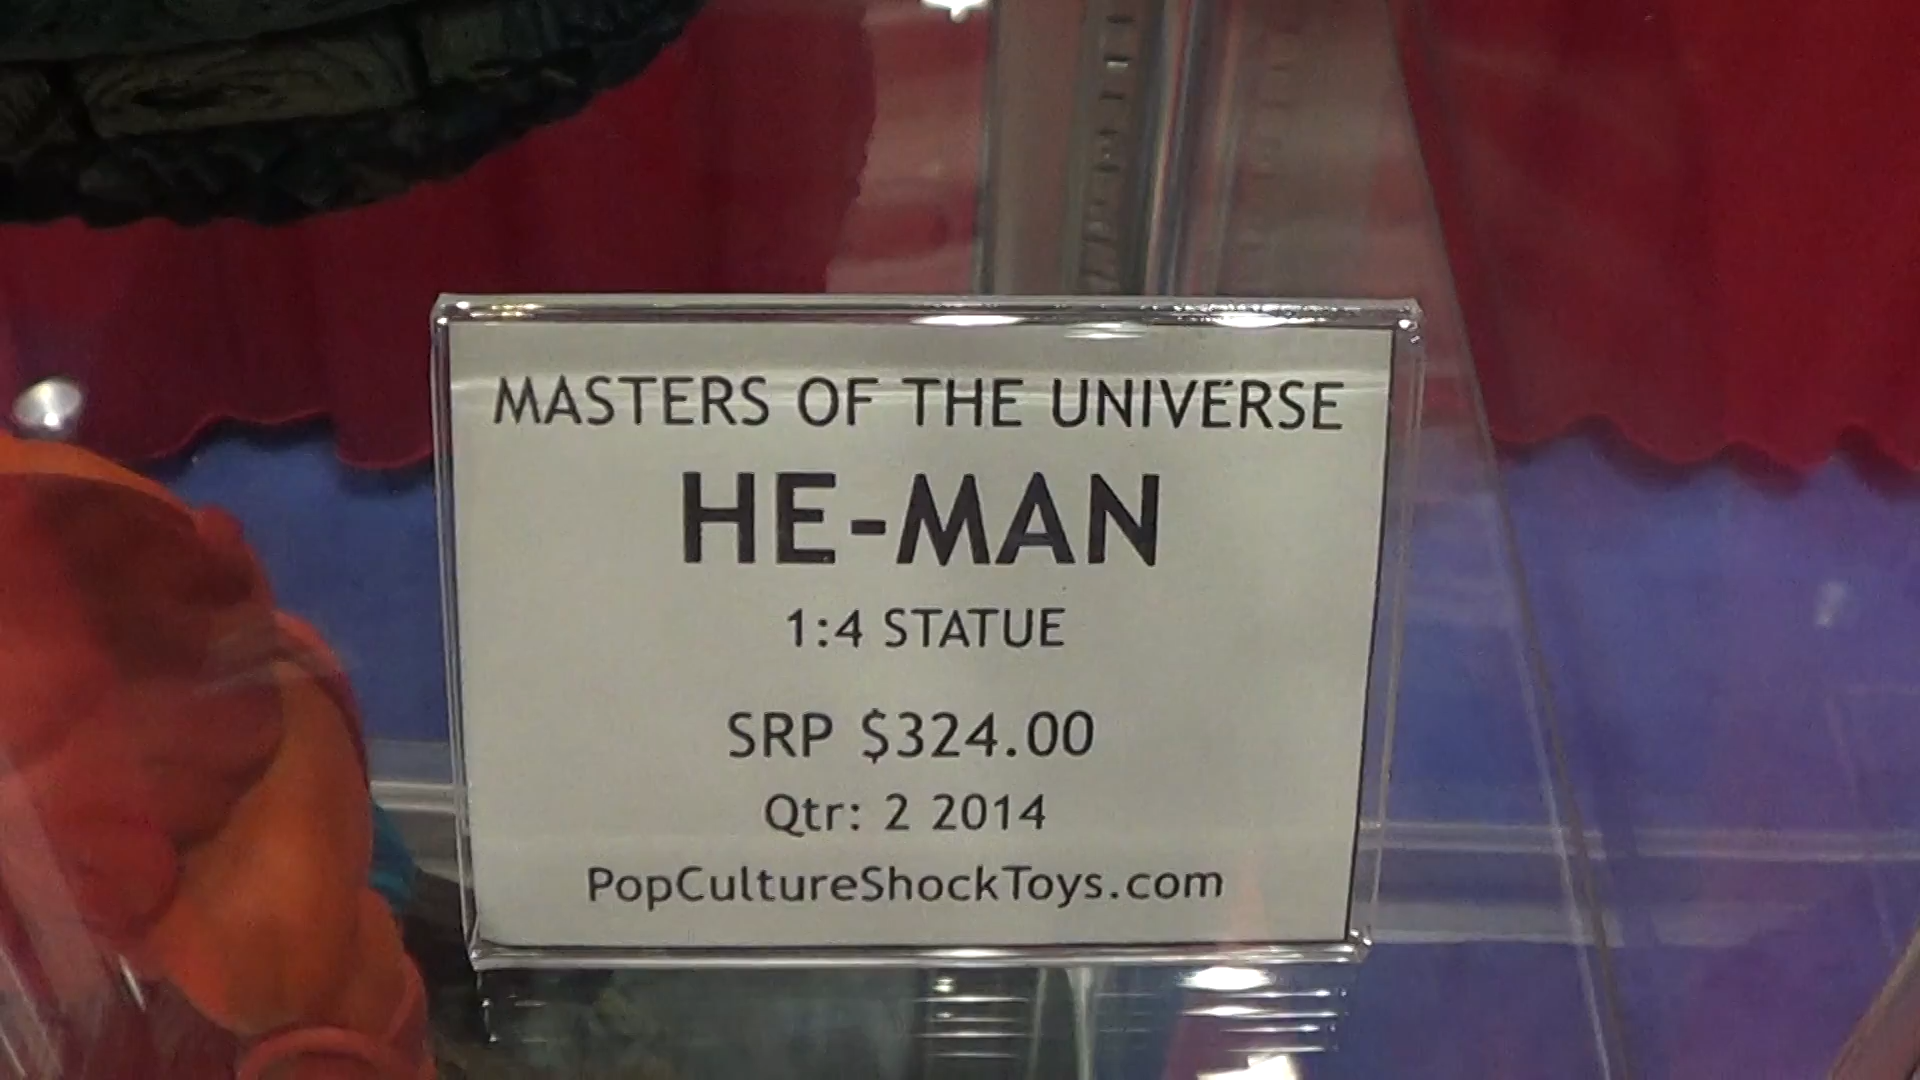 MASTERS OF THE UNIVERSE
HE-MAN
1:4 STATUE
SRP $324.00
Qtr: 2 2014
PopCultureShockToys.com